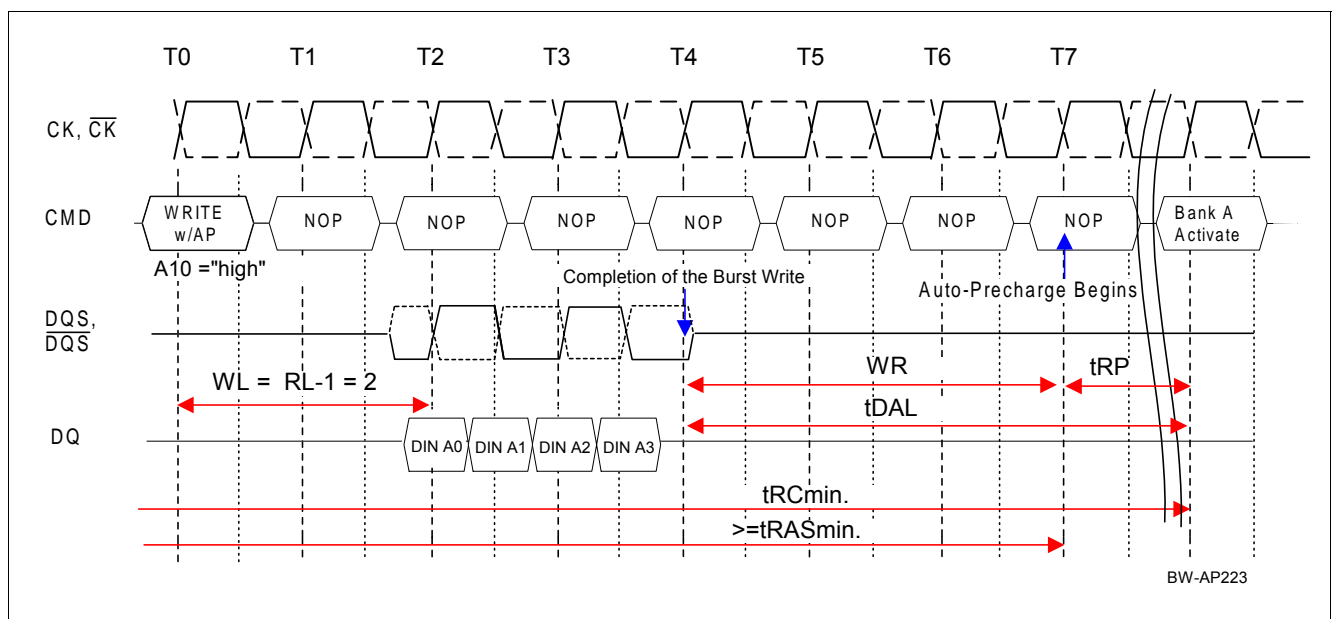 T0 T1 T2 T3 T4 T5 T6 T7
CK, CK
CMD
WRITE w/AP
NOP
NOP
NOP
NOP
NOP
NOP
NOP
Bank A Activate
A10 ="high"
Completion of the Burst Write
Auto-Precharge Begins
DQS,
DQS
WL = RL-1 = 2
WR
tRP
tDAL
DQ
DIN A0
DIN A1
DIN A2
DIN A3
tRCmin.
>=tRASmin.
BW-AP223